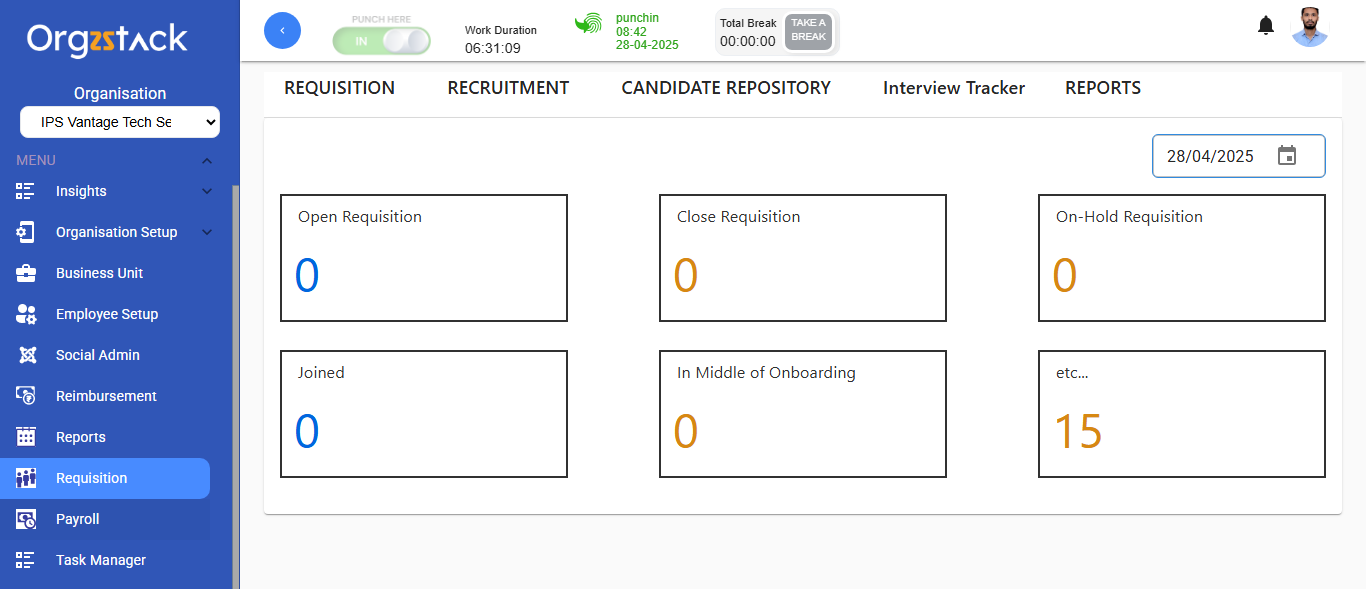 Orgzstack
Organisation
IPS Vantage Tech Se
MENU
Insights
Organisation Setup
Business Unit
Employee Setup
Social Admin
Reimbursement
Reports
Requisition
Payroll
Task Manager
PUNCH HERE
IN
Work Duration
06:31:09
punchin
08:42
28-04-2025
Total Break
00:00:00
TAKE A
BREAK
REQUISITION RECRUITMENT CANDIDATE REPOSITORY Interview Tracker REPORTS
28/04/2025
Open Requisition
0
Close Requisition
0
On-Hold Requisition
0
Joined
0
In Middle of Onboarding
0
etc...
15